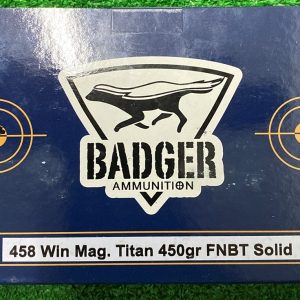 BADGER
AMMUNITION
458 Win Mag. Titan 450gr FNBT Solid